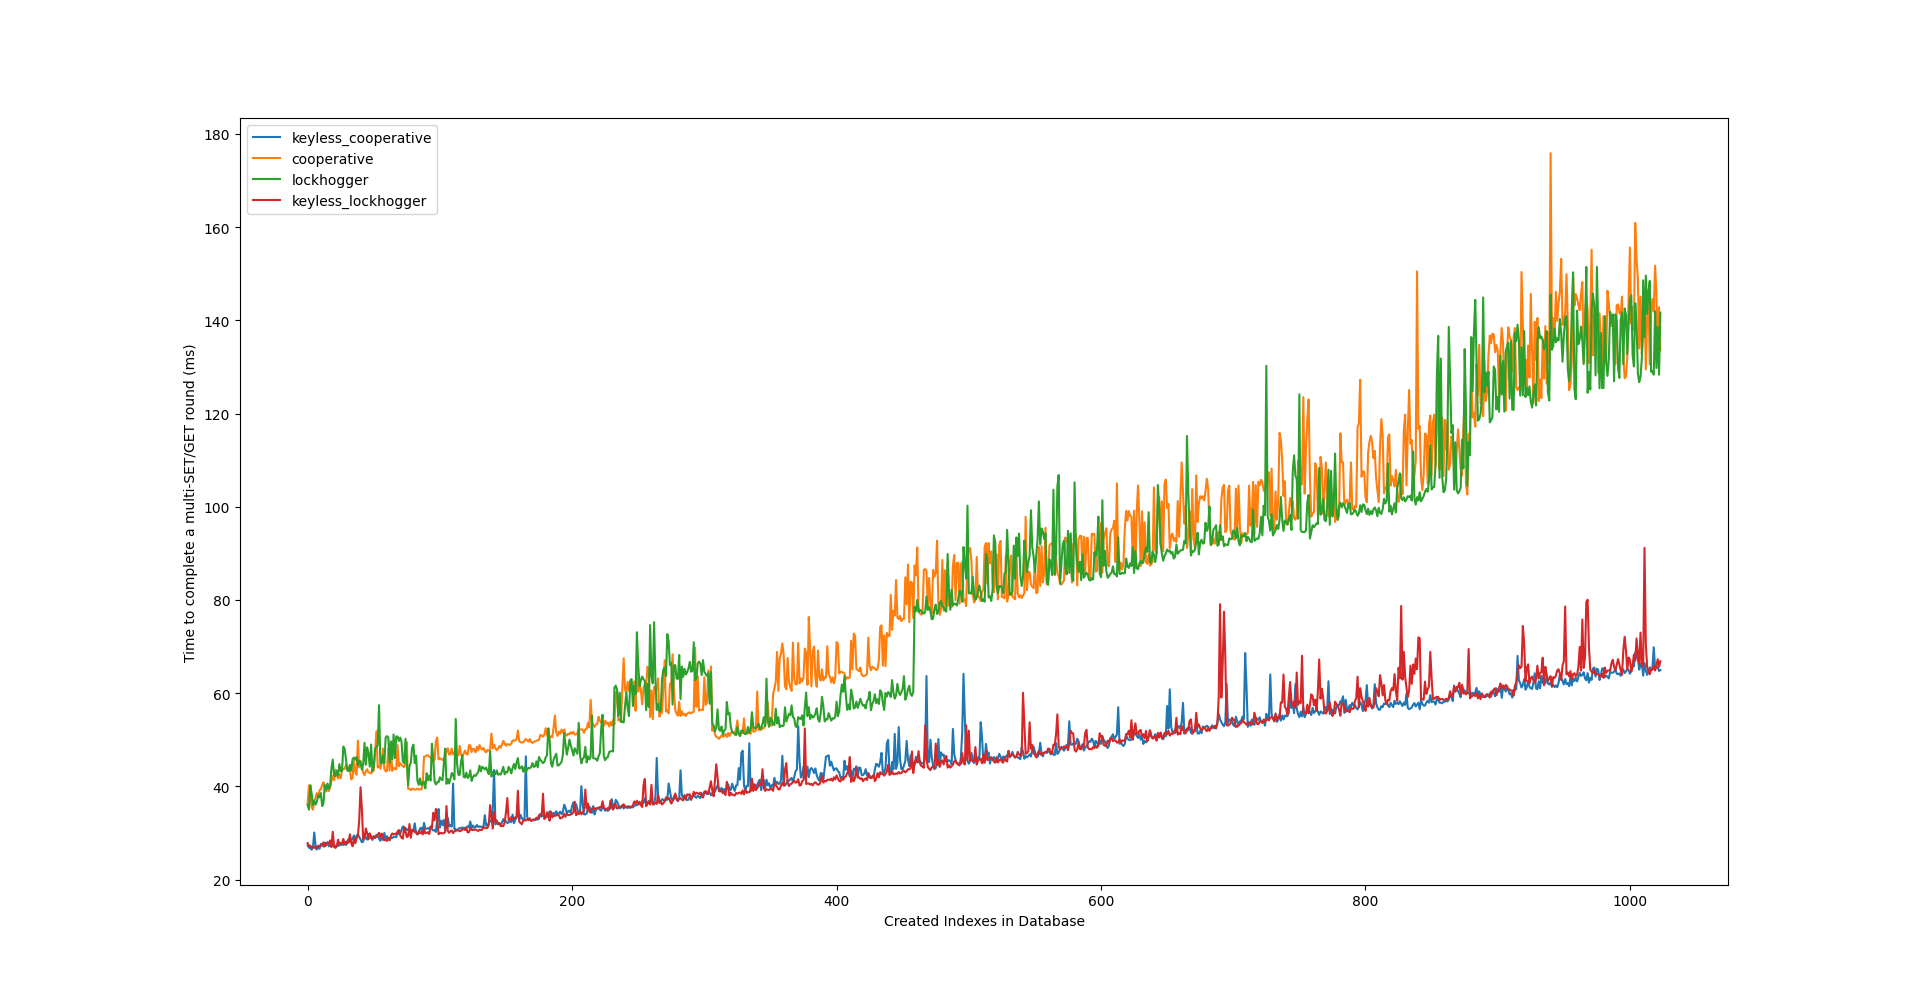 keyless_cooperative
cooperative
lockhogger
keyless_lockhogger
180
160
140
120
100
80
60
40
20
Time to complete a multi-SET/GET round (ms)
0 200 400 600 800 1000
Created Indexes in Database